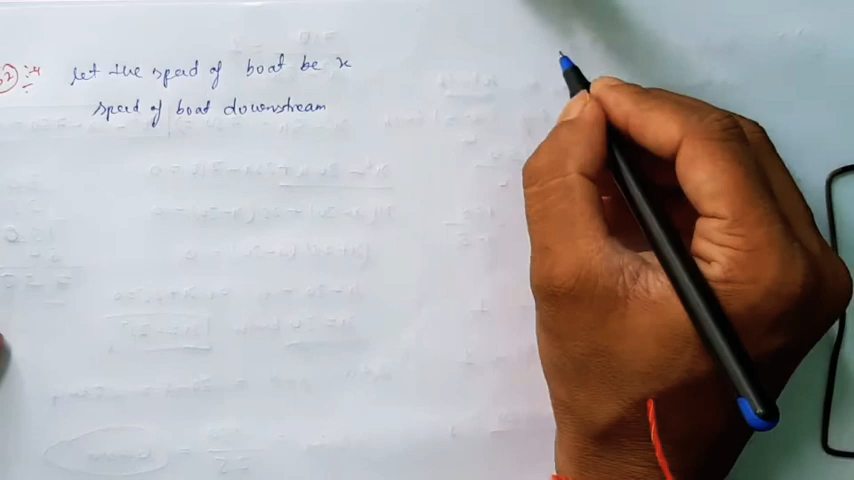 let the speed of boat be x
speed of boat downstream